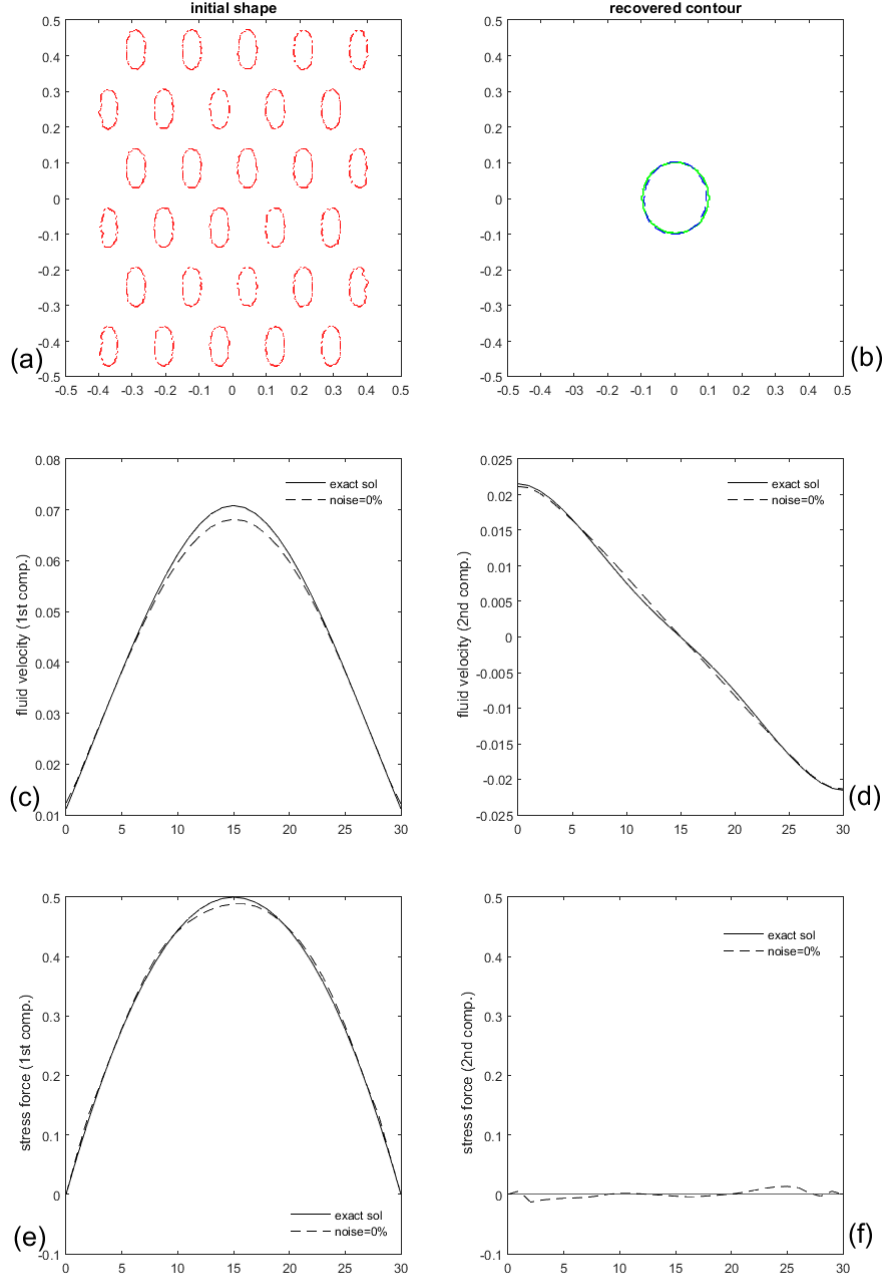 initial shape
0.5
0.4
0.3
0.2
0.1
0
-0.1
-0.2
-0.3
-0.4
-0.5
-0.5 -0.4 -03 -0.2 -0.1 0 0.1 0.2 0.3 0.4 0.5
(a)
recovered contour
0.5
0.4
0.3
0.2
0.1
0
-0.1
-0.2
-0.3
-0.4
-0.5
-0.5 -0.4 -03 -0.2 -0.1 0 0.1 0.2 0.3 0.4 0.5
(b)
0.08
0.07
0.06
0.05
0.04
0.03
0.02
0.01
0 5 10 15 20 25 30
fluid velocity (1st comp.)
exact sol
noise=0%
(c)
0.025
0.02
0.015
0.01
0.005
0
-0.005
-0.01
-0.015
-0.02
-0.025
0 5 10 15 20 25 30
fluid velocity (2nd comp.)
exact sol
noise=0%
(d)
0.5
0.4
0.3
0.2
0.1
0
-0.1
0 5 10 15 20 25 30
stress force (1st comp.)
exact sol
noise=0%
(e)
0.5
0.4
0.3
0.2
0.1
0
-0.1
0 5 10 15 20 25 30
stress force (2nd comp.)
exact sol
noise=0%
(f)